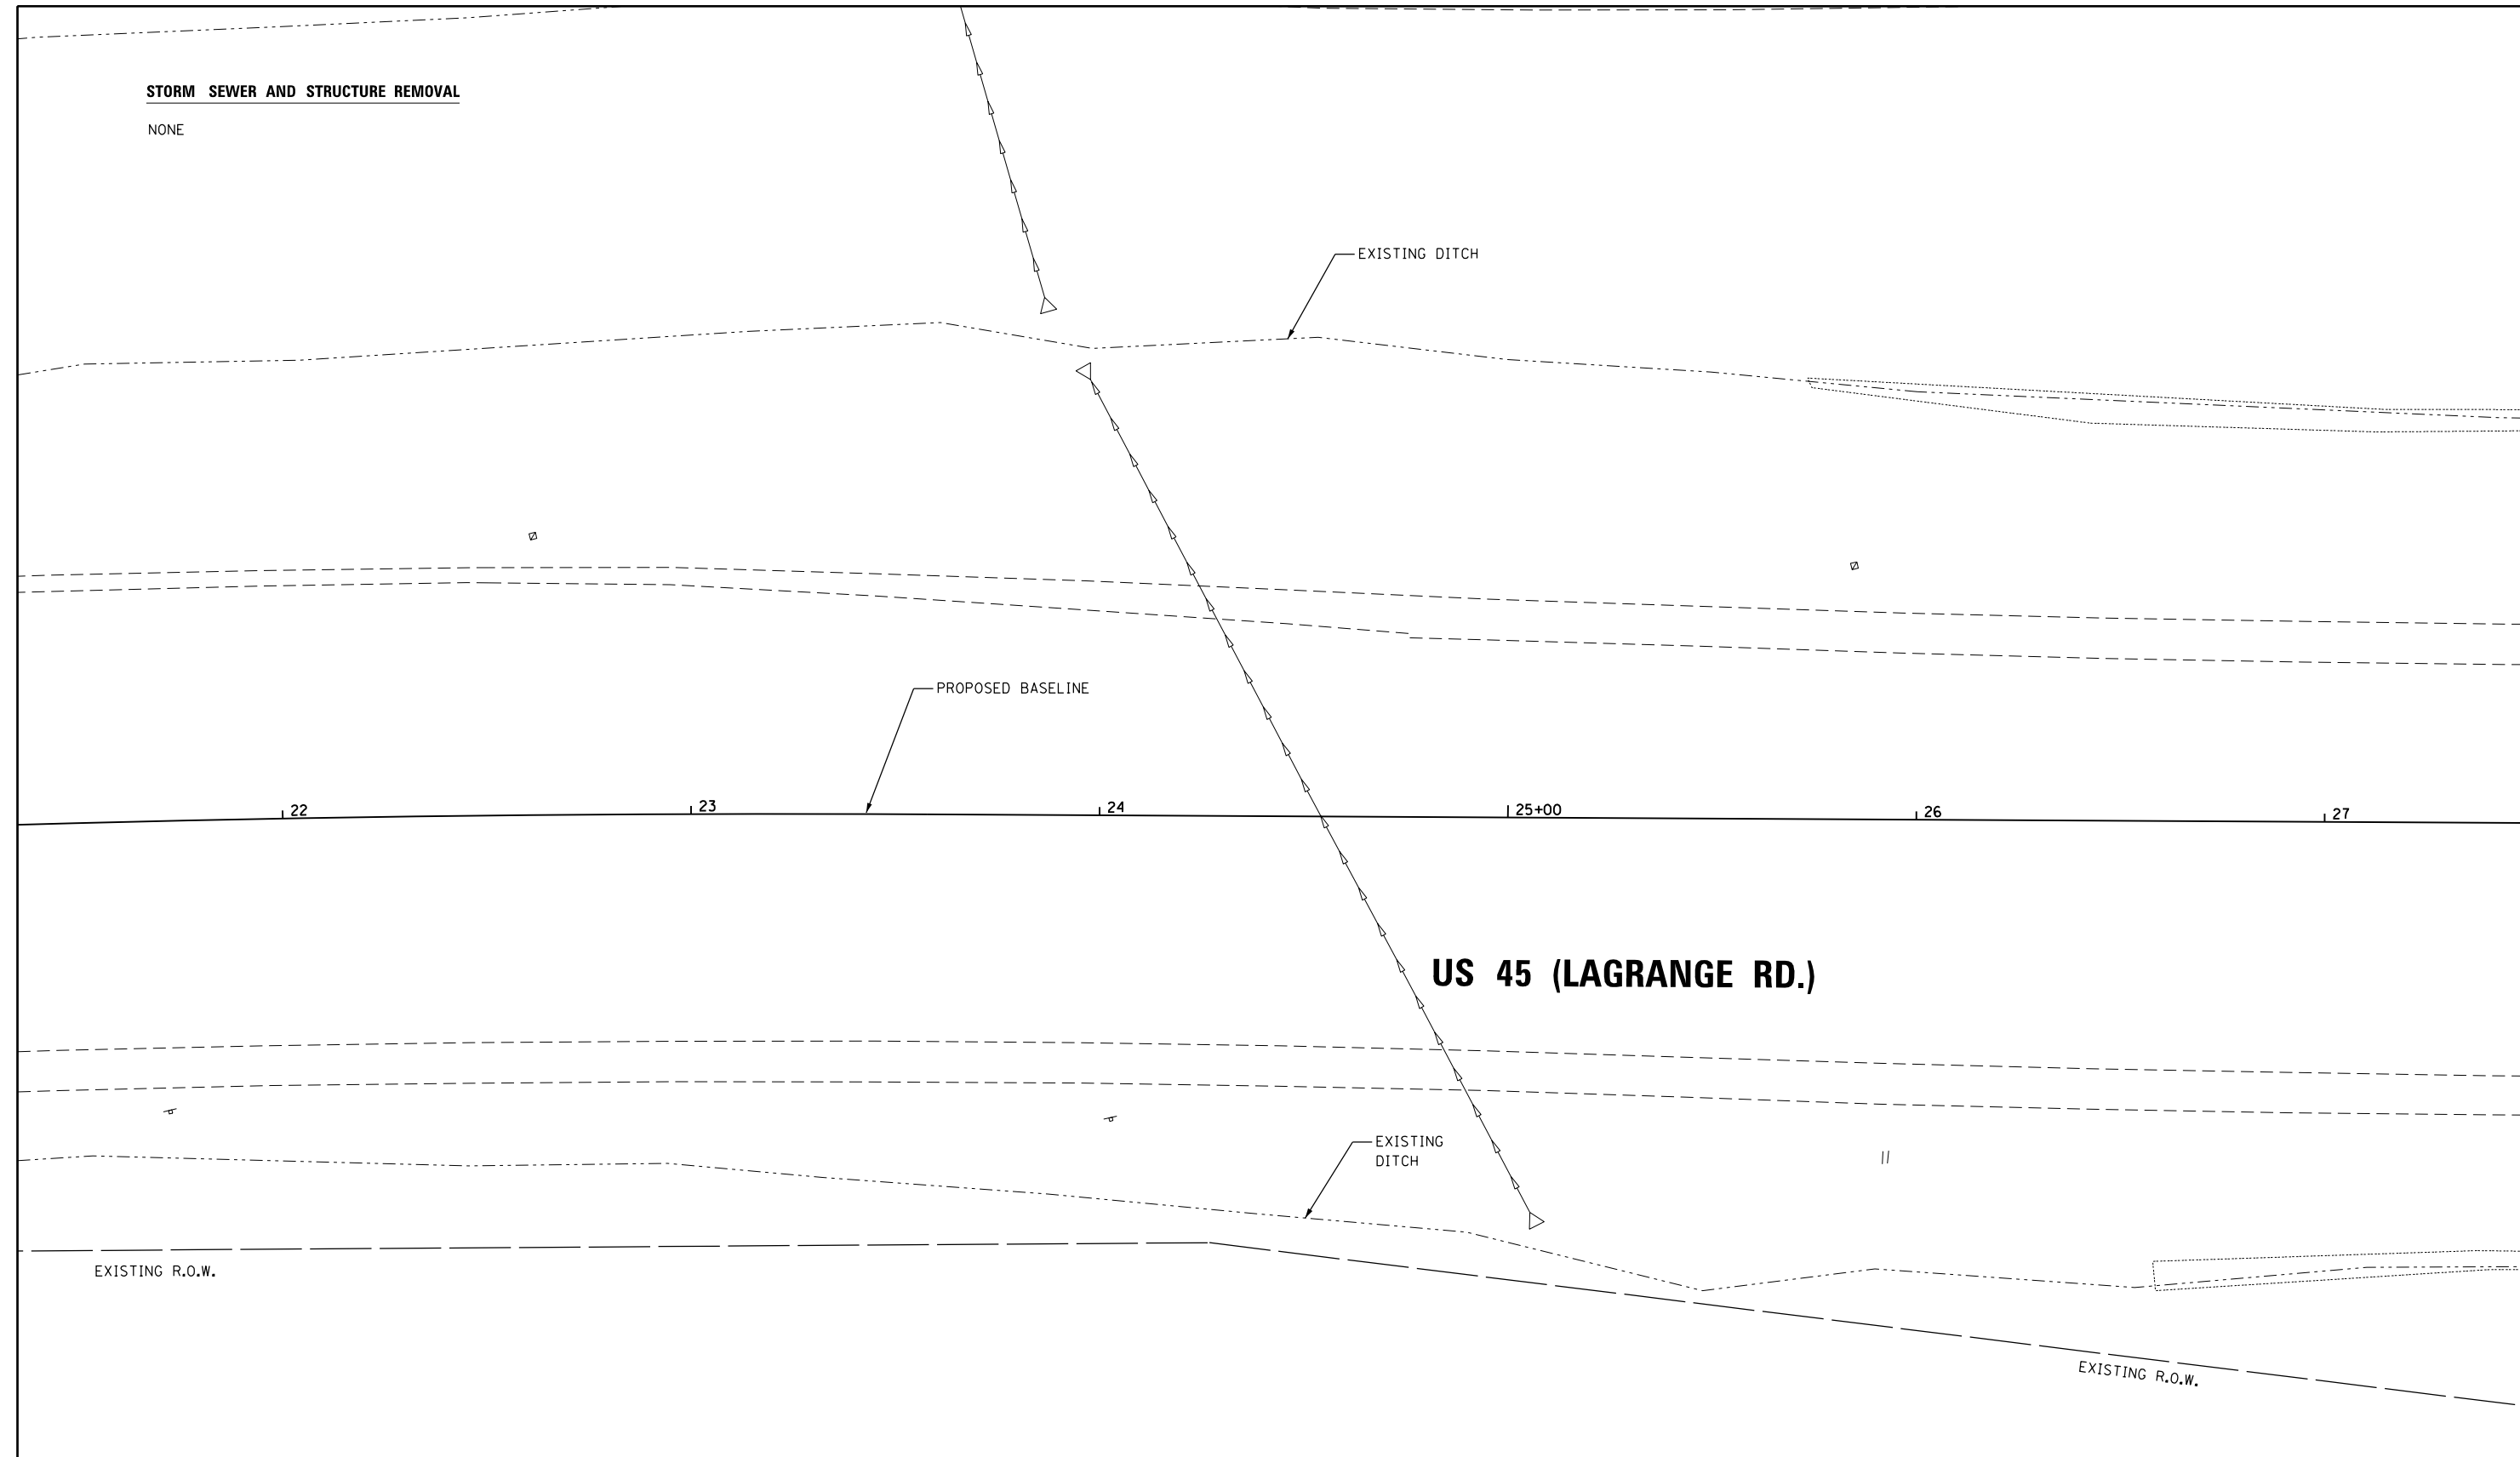 STORM SEWER AND STRUCTURE REMOVAL
NONE
EXISTING DITCH
PROPOSED BASELINE
22 23 24 25+00 26 27
US 45 (LAGRANGE RD.)
EXISTING
DITCH
EXISTING R.O.W.
EXISTING R.O.W.